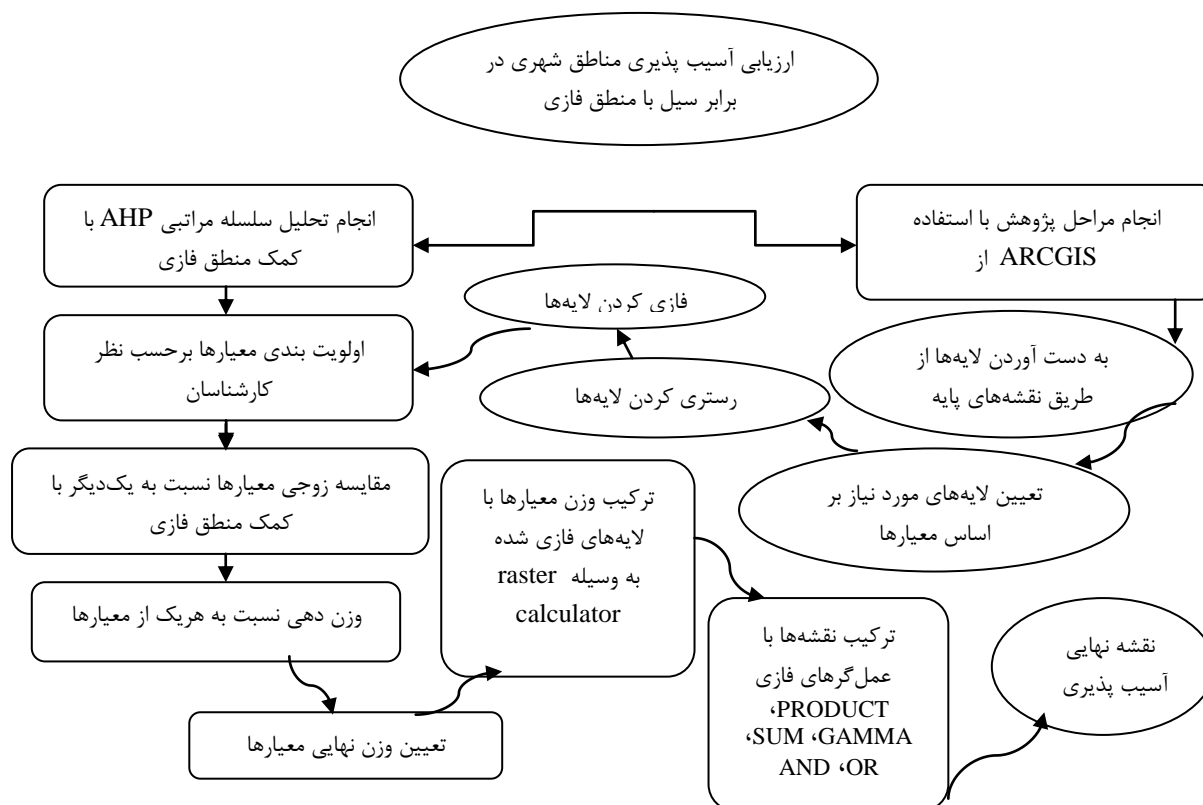 ارزیابی آسیب پذیری مناطق شهری در
برابر سیل با منطق فازی
انجام مراحل پژوهش با استفاده
از ARCGIS
انجام تحلیل سلسله مراتبی AHP با
کمک منطق فازی
فازی کردن لایه‌ها
اولویت بندی معیارها برحسب نظر
کارشناسان
به دست آوردن لایه‌ها از
طریق نقشه‌های پایه
رستری کردن لایه‌ها
تعیین لایه‌های مورد نیاز بر
اساس معیارها
مقایسه زوجی معیارها نسبت به یک‌دیگر با
کمک منطق فازی
ترکیب وزن معیارها با
لایه‌های فازی شده
به وسیله raster
calculator
وزن دهی نسبت به هریک از معیارها
تعیین وزن نهایی معیارها
ترکیب نقشه‌ها با
عمل‌گرهای فازی
PRODUCT،
SUM ،GAMMA،
AND ،OR
نقشه نهایی
آسیب پذیری